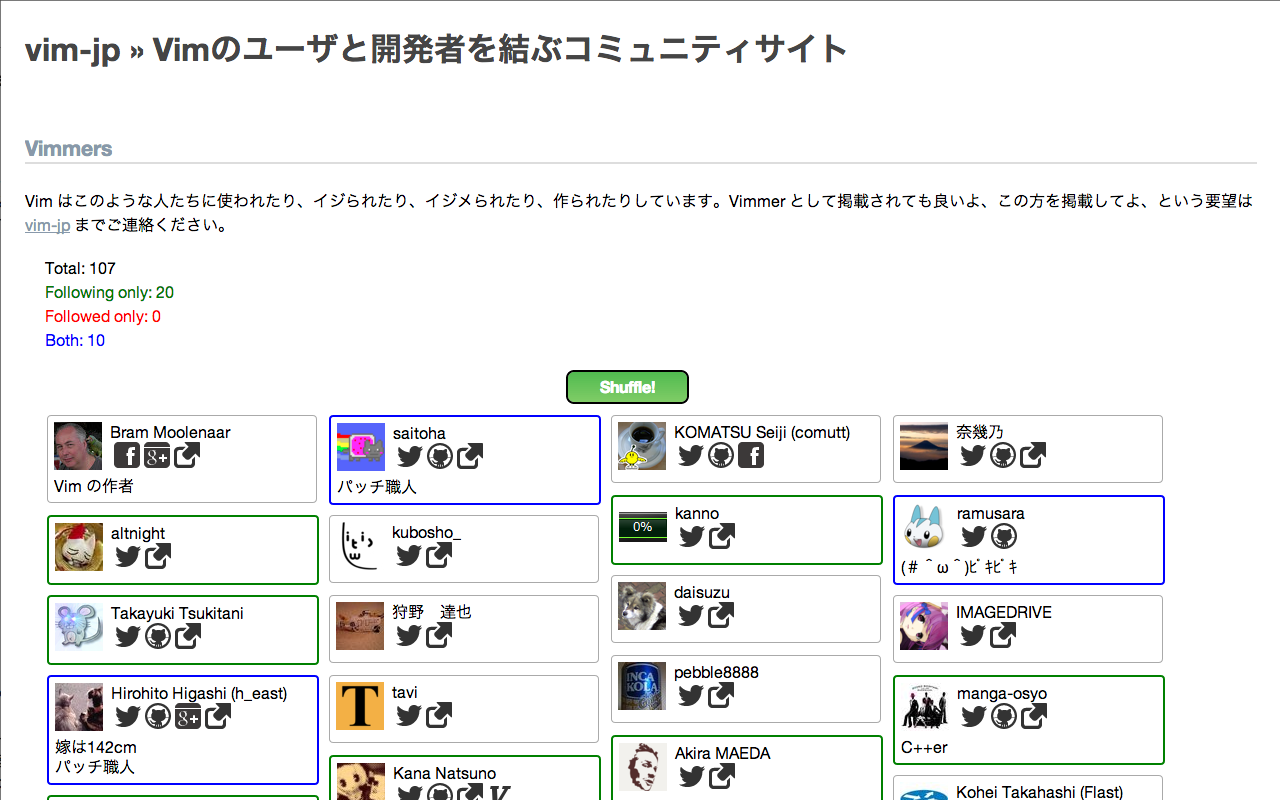 vim-jp » Vimのユーザと開発者を結ぶコミュニティサイト
Vimmers
Vim はこのような人たちに使われたり、イジられたり、イジメられたり、作られたりしています。Vimmer として掲載されても良いよ、この方を掲載してよ、という要望は
vim-jp までご連絡ください。
Total: 107
Following only: 20
Followed only: 0
Both: 10
Shuffle!
Bram Moolenaar
Vim の作者
altnight
Takayuki Tsukitani
Hirohito Higashi (h_east)
嫁は142cm
パッチ職人
saitoha
パッチ職人
kubosho_
狩野　達也
T
tavi
Kana Natsuno
KOMATSU Seiji (comutt)
0%
kanno
daisuzu
INCA
KOLA
pebble8888
Akira MAEDA
奈幾乃
ramusara
(＃＾ω＾)ﾋﾟｷﾋﾟｷ
IMAGEDRIVE
manga-osyo
C++er
Kohei Takahashi (Flast)